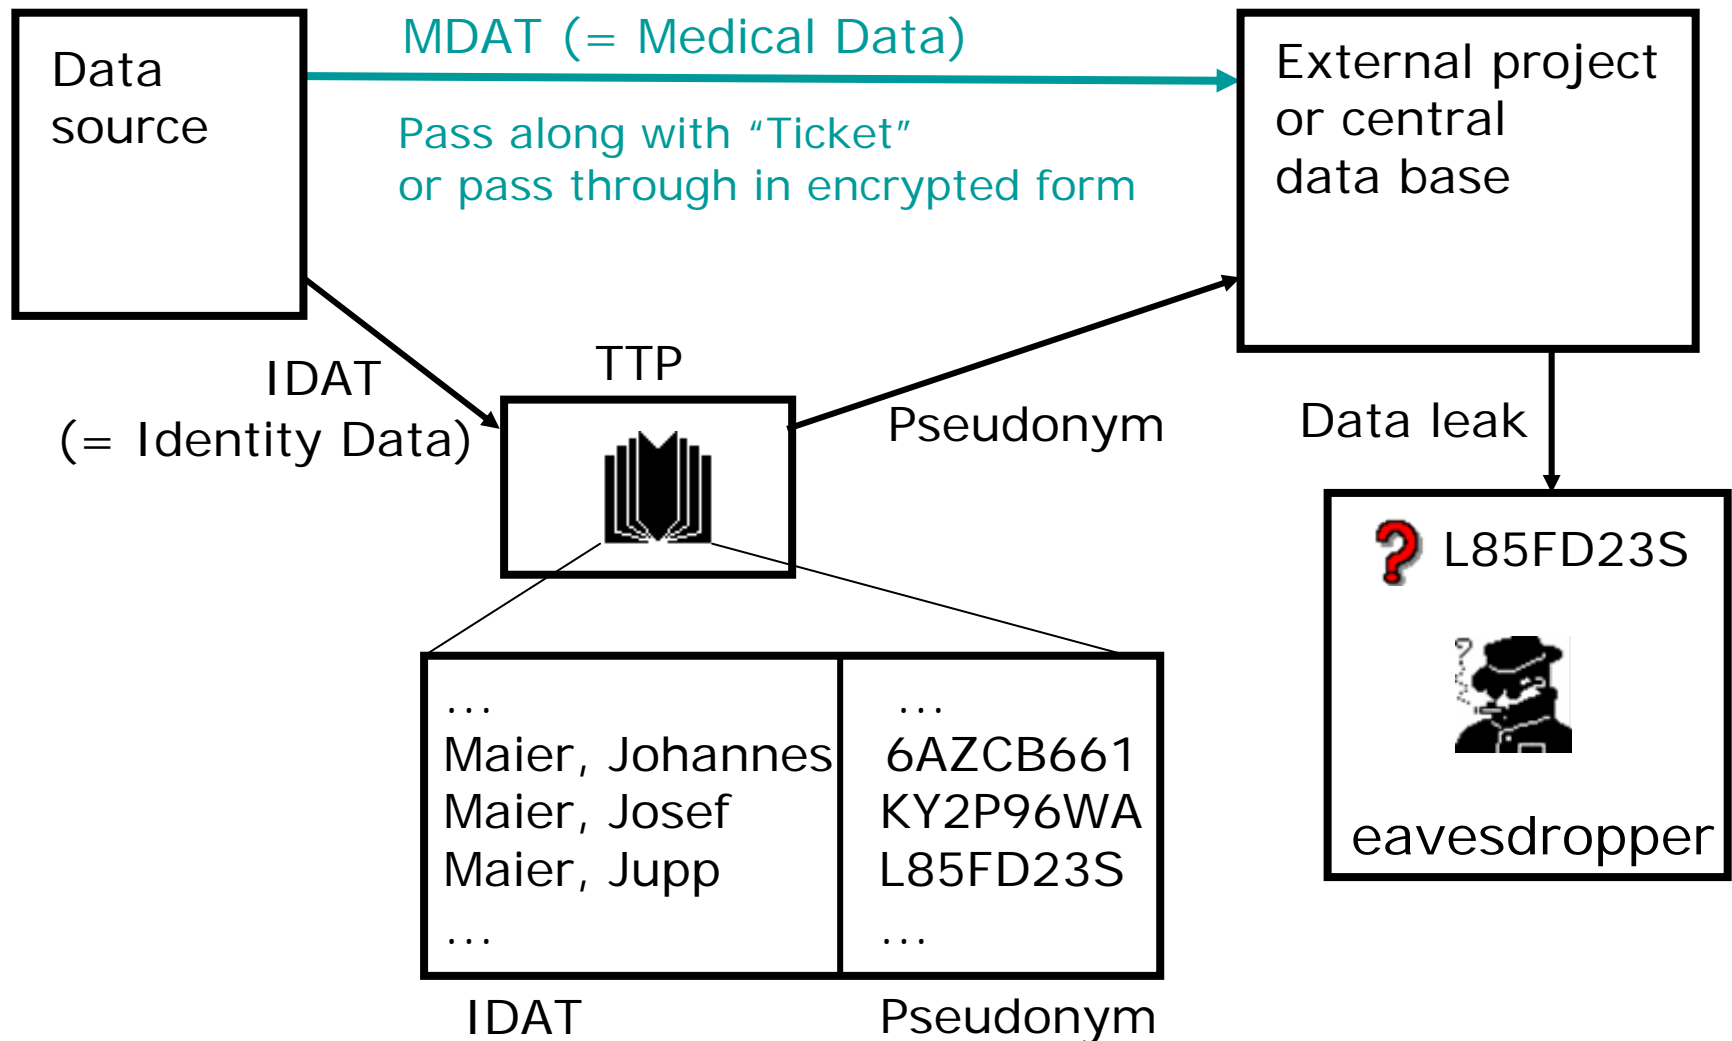 Data
source
MDAT (= Medical Data)
Pass along with “Ticket”
or pass through in encrypted form
External project
or central
data base
IDAT
(= Identity Data)
TTP
Pseudonym
Data leak
? L85FD23S
eavesdropper
... ...
Maier, Johannes 6AZCB661
Maier, Josef KY2P96WA
Maier, Jupp L85FD23S
... ...
IDAT Pseudonym